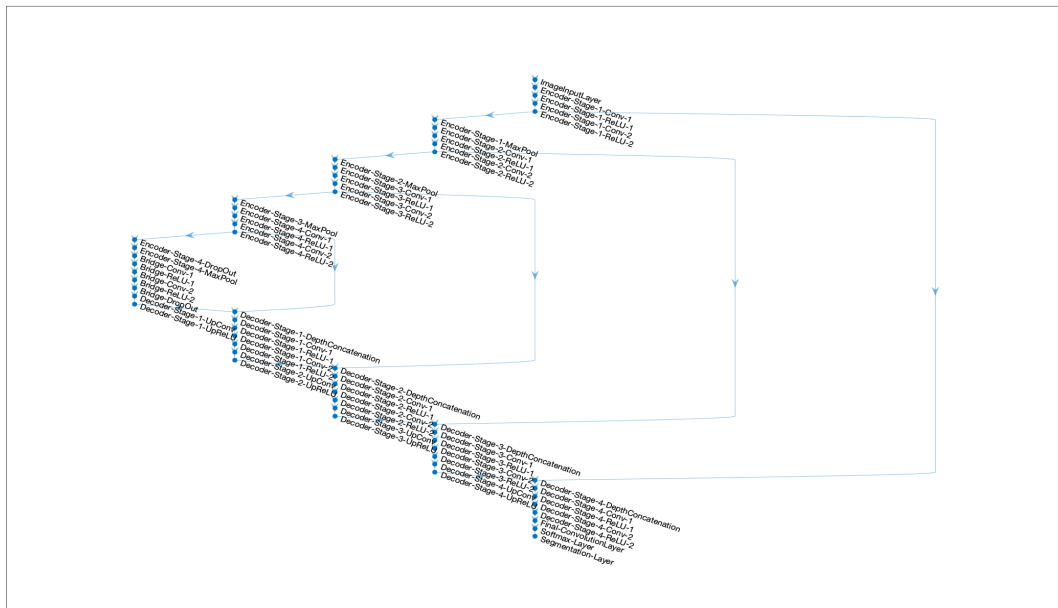 ImageInputLayer
Encoder-Stage-1-Conv-1
Encoder-Stage-1-ReLU-1
Encoder-Stage-1-Conv-2
Encoder-Stage-1-ReLU-2
Encoder-Stage-1-MaxPool
Encoder-Stage-2-Conv-1
Encoder-Stage-2-ReLU-1
Encoder-Stage-2-Conv-2
Encoder-Stage-2-ReLU-2
Encoder-Stage-2-MaxPool
Encoder-Stage-3-Conv-1
Encoder-Stage-3-ReLU-1
Encoder-Stage-3-Conv-2
Encoder-Stage-3-ReLU-2
Encoder-Stage-3-MaxPool
Encoder-Stage-4-Conv-1
Encoder-Stage-4-ReLU-1
Encoder-Stage-4-Conv-2
Encoder-Stage-4-ReLU-2
Encoder-Stage-4-DropOut
Encoder-Stage-4-MaxPool
Bridge-Conv-1
Bridge-ReLU-1
Bridge-Conv-2
Bridge-ReLU-2
Bridge-DropOut
Decoder-Stage-1-UpConv
Decoder-Stage-1-UpReLU
Decoder-Stage-1-DepthConcatenation
Decoder-Stage-1-Conv-1
Decoder-Stage-1-ReLU-1
Decoder-Stage-1-Conv-2
Decoder-Stage-1-ReLU-2
Decoder-Stage-2-UpConv
Decoder-Stage-2-UpReLU
Decoder-Stage-2-DepthConcatenation
Decoder-Stage-2-Conv-1
Decoder-Stage-2-ReLU-1
Decoder-Stage-2-Conv-2
Decoder-Stage-2-ReLU-2
Decoder-Stage-3-UpConv
Decoder-Stage-3-UpReLU
Decoder-Stage-3-DepthConcatenation
Decoder-Stage-3-Conv-1
Decoder-Stage-3-ReLU-1
Decoder-Stage-3-Conv-2
Decoder-Stage-3-ReLU-2
Decoder-Stage-4-UpConv
Decoder-Stage-4-UpReLU
Decoder-Stage-4-DepthConcatenation
Decoder-Stage-4-Conv-1
Decoder-Stage-4-ReLU-1
Decoder-Stage-4-Conv-2
Decoder-Stage-4-ReLU-2
Final-ConvolutionLayer
Softmax-Layer
Segmentation-Layer